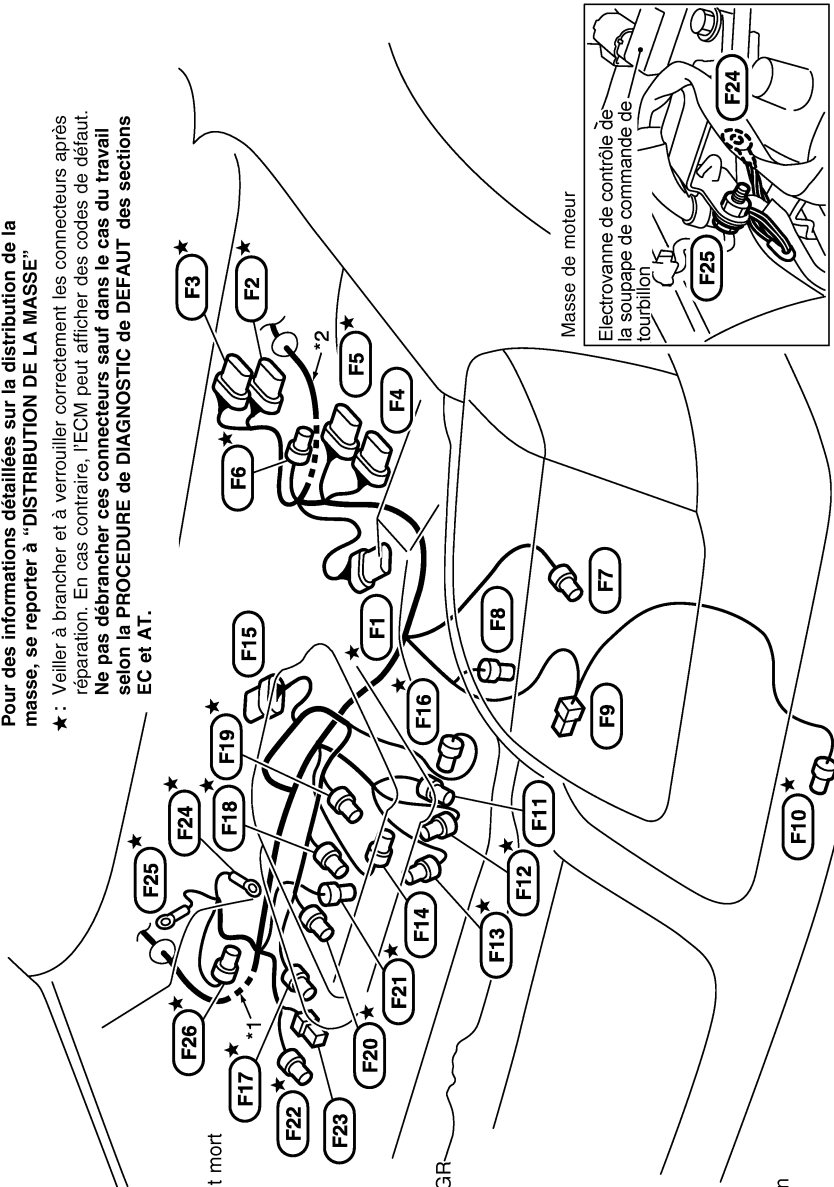 Pour des informations détaillées sur la distribution de la
masse, se reporter à “DISTRIBUTION DE LA MASSE”
★ : Veiller à brancher et à verrouiller correctement les connecteurs après
réparation. En cas contraire, l'ECM peut afficher des codes de défaut.
Ne pas débrancher ces connecteurs sauf dans le cas du travail
selon la PROCEDURE de DIAGNOSTIC de DEFAUT des sections
EC et AT.
F3 ★
F2 ★
*2
F5 ★
F4
F6 ★
F1 ★
F7
F8
F9
F10 ★
F15
F16 ★
F19 ★
F18 ★
F24 ★
F25 ★
F11
F12 ★
F13 ★
F14
F21 ★
F20 ★
F26 ★
*1
F17 ★
F22 ★
F23
Masse de moteur
Electrovanne de contrôle de
la soupape de commande de
tourbillon
F24
F25
t mort
GR
n